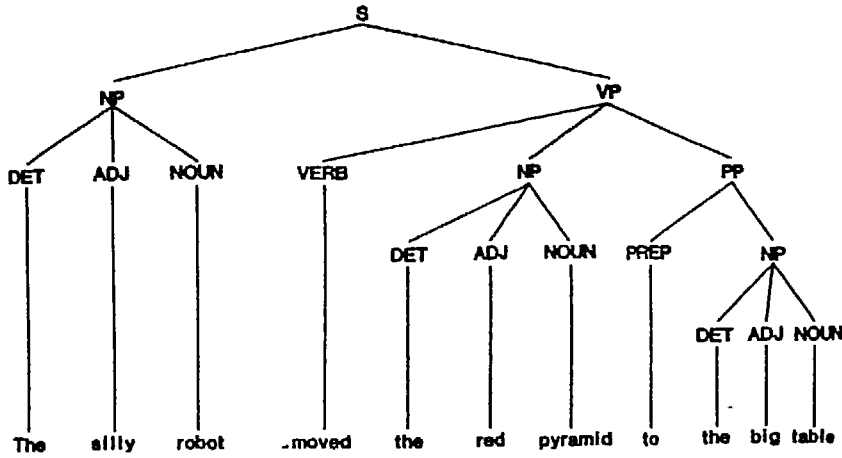 S
NP VP
DET ADJ NOUN VERB NP PP
DET ADJ NOUN PREP NP
DET ADJ NOUN
The silly robot moved the red pyramid to the big table